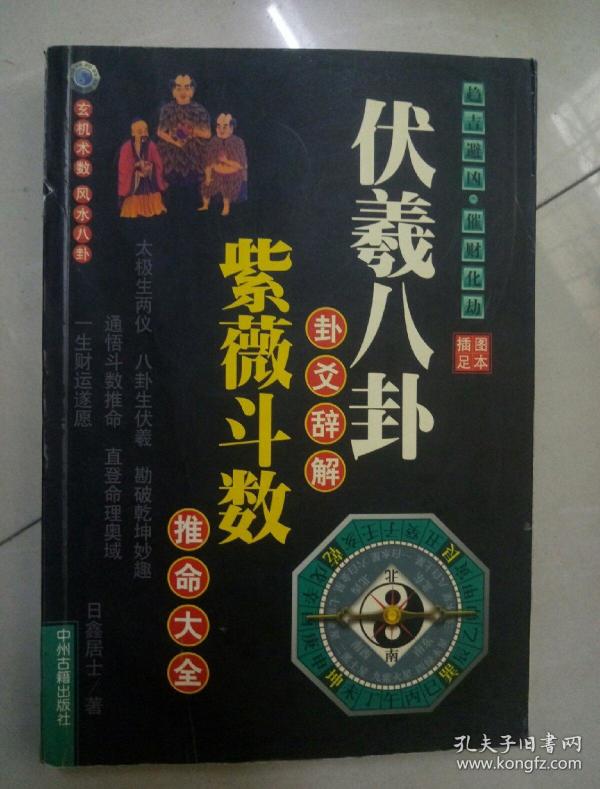 趋吉避凶·催财化劫
伏羲八卦
插图
足本
卦爻辞解
紫薇斗数
推命大全
玄机术数 风水八卦
太极生两仪 八卦生伏羲 勘破乾坤妙趣
通悟斗数推命 直登命理奥域
一生财运遂愿
日鑫居士/著
中州古籍出版社
北
南
孔夫子旧书网
www.kongfz.com